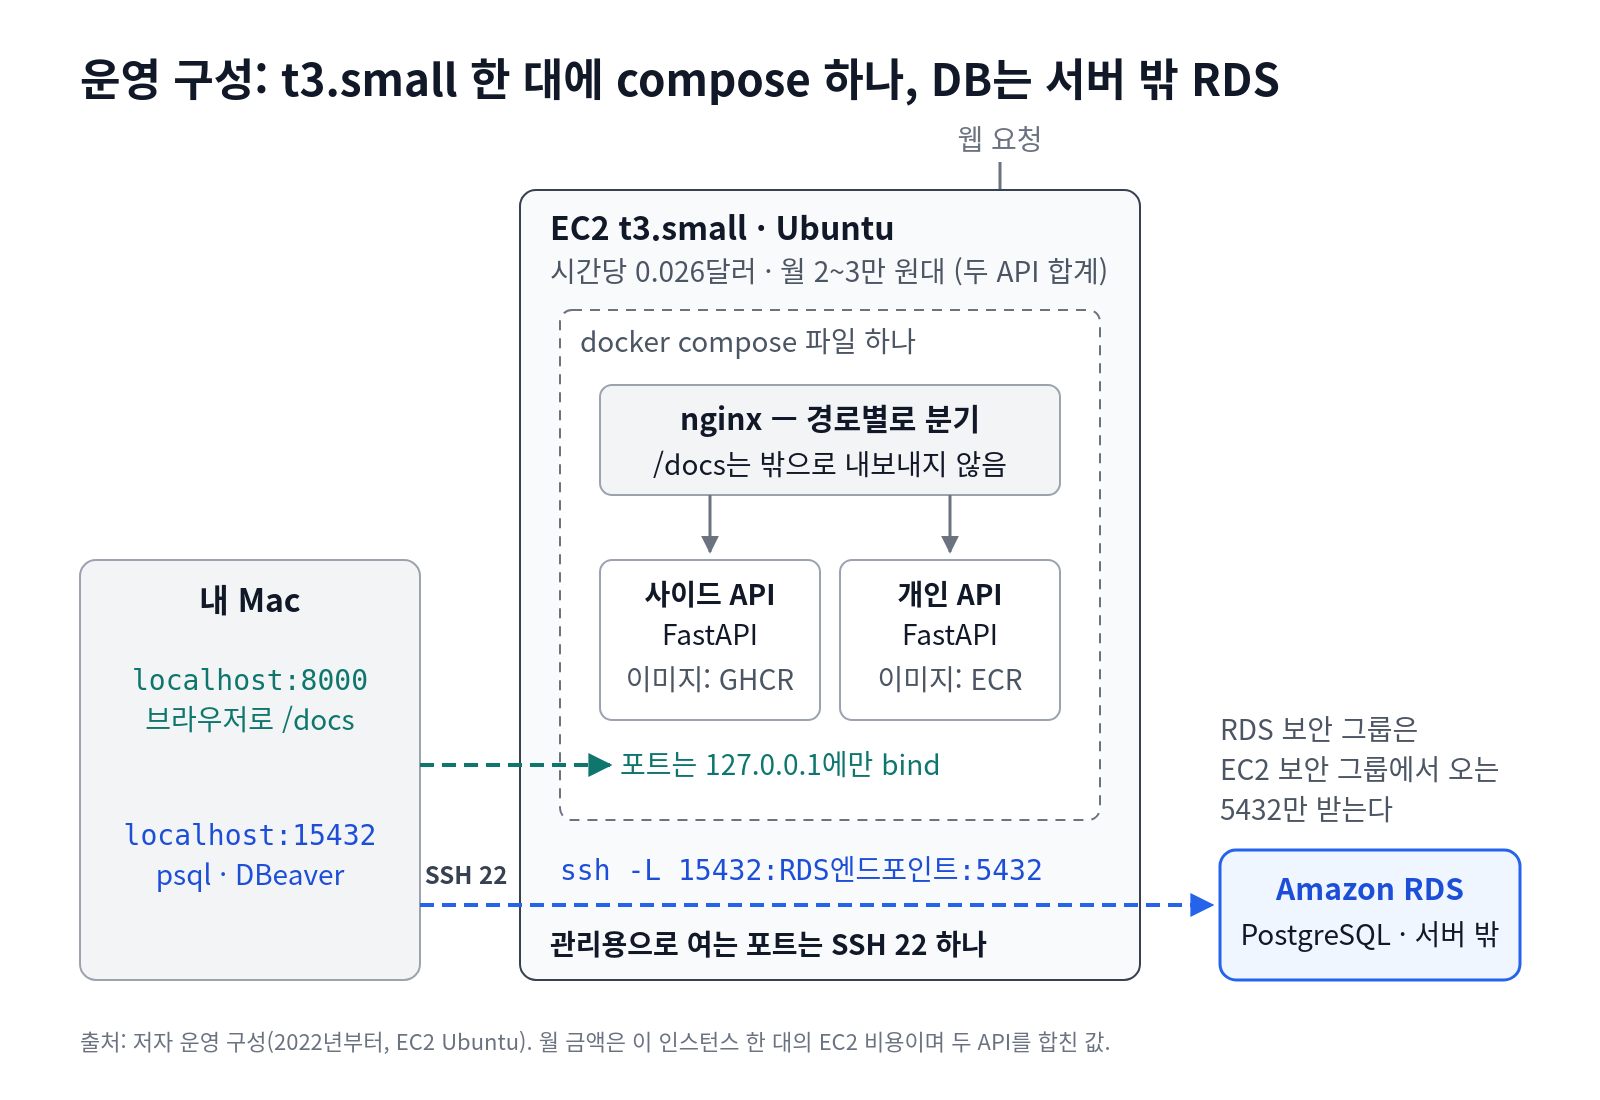 운영 구성: t3.small 한 대에 compose 하나, DB는 서버 밖 RDS
웹 요청
EC2 t3.small · Ubuntu
시간당 0.026달러 · 월 2~3만 원대 (두 API 합계)
docker compose 파일 하나
nginx — 경로별로 분기
/docs는 밖으로 내보내지 않음
사이드 API
FastAPI
이미지: GHCR
개인 API
FastAPI
이미지: ECR
포트는 127.0.0.1에만 bind
내 Mac
localhost:8000
브라우저로 /docs
localhost:15432
psql · DBeaver
SSH 22
ssh -L 15432:RDS엔드포인트:5432
관리용으로 여는 포트는 SSH 22 하나
RDS 보안 그룹은
EC2 보안 그룹에서 오는
5432만 받는다
Amazon RDS
PostgreSQL · 서버 밖
출처: 저자 운영 구성(2022년부터, EC2 Ubuntu). 월 금액은 이 인스턴스 한 대의 EC2 비용이며 두 API를 합친 값.